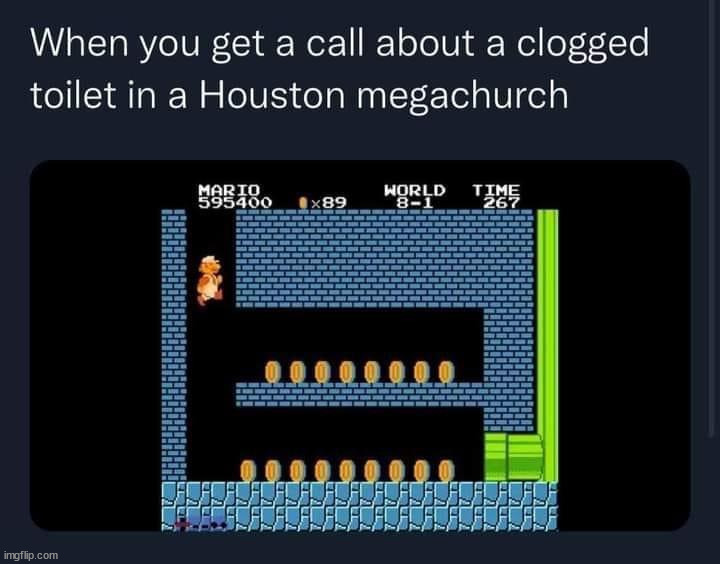 When you get a call about a clogged
toilet in a Houston megachurch
MARIO WORLD TIME
595400 ×89 8-1 267
imgflip.com